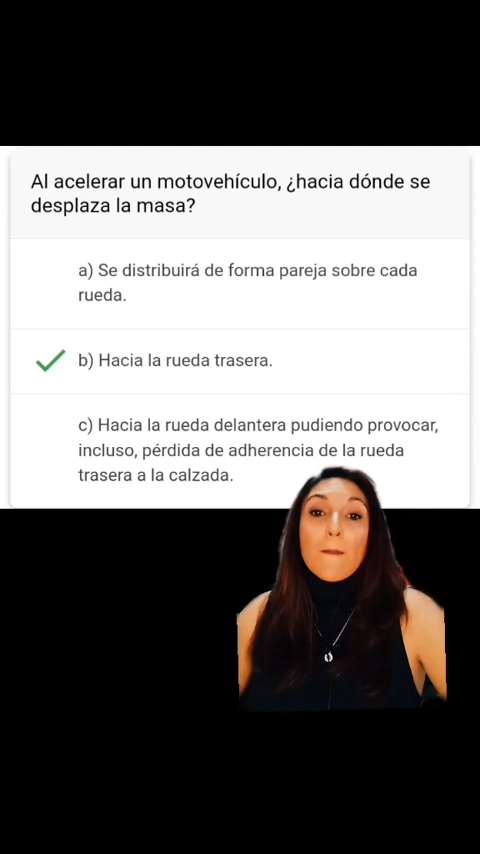 Al acelerar un motovehículo, ¿hacia dónde se
desplaza la masa?
a) Se distribuirá de forma pareja sobre cada
rueda.
b) Hacia la rueda trasera.
c) Hacia la rueda delantera pudiendo provocar,
incluso, pérdida de adherencia de la rueda
trasera a la calzada.